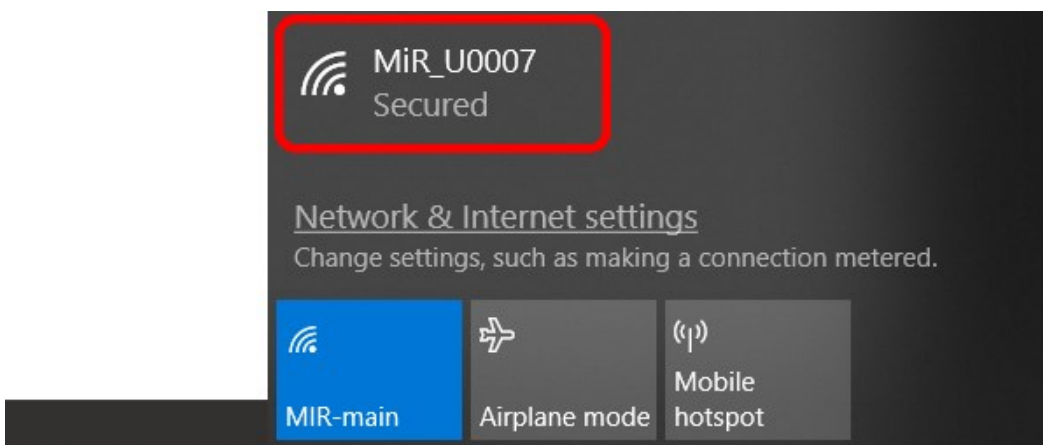 MiR_U0007
Secured
Network & Internet settings
Change settings, such as making a connection metered.
MIR-main
Airplane mode
Mobile
hotspot